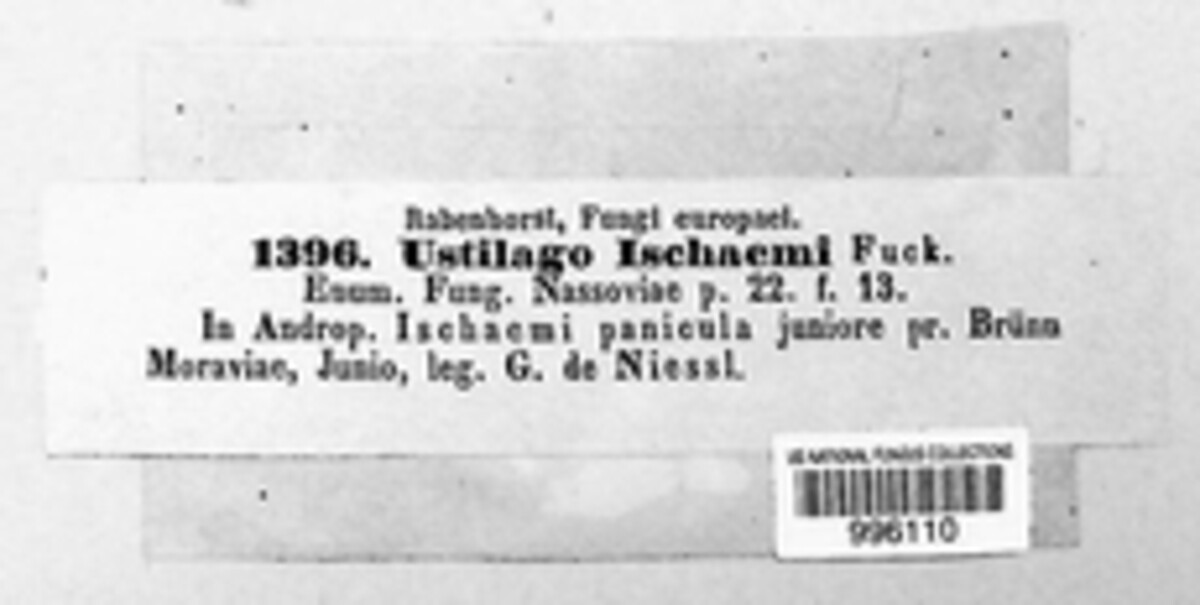 Rabenhorst, Fungi europaei.
1396. Ustilago Ischaemi Fuck.
Enum. Fung. Nassoviae p. 22. f. 13.
In Androp. Ischaemi panicula juniore pr. Brünn
Moraviae, Junio, leg. G. de Niessl.
US NATIONAL FUNGUS COLLECTIONS
996110